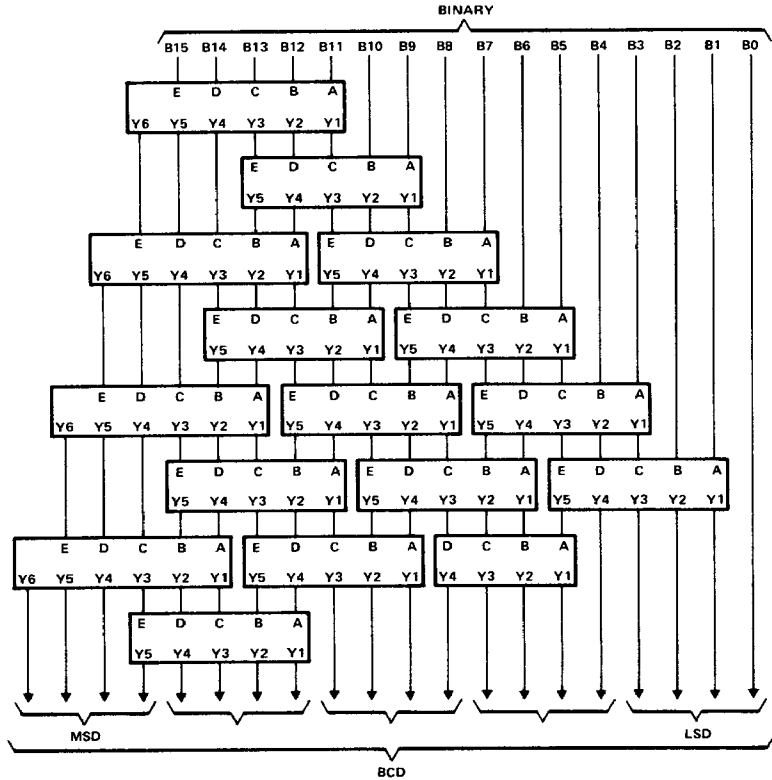 BINARY
B15 B14 B13 B12 B11 B10 B9 B8 B7 B6 B5 B4 B3 B2 B1 B0
E D C B A
Y6 Y5 Y4 Y3 Y2 Y1
E D C B A
Y5 Y4 Y3 Y2 Y1
E D C B A E D C B A
Y6 Y5 Y4 Y3 Y2 Y1 Y5 Y4 Y3 Y2 Y1
E D C B A E D C B A
Y5 Y4 Y3 Y2 Y1 Y5 Y4 Y3 Y2 Y1
E D C B A E D C B A E D C B A
Y6 Y5 Y4 Y3 Y2 Y1 Y5 Y4 Y3 Y2 Y1 Y5 Y4 Y3 Y2 Y1
E D C B A E D C B A E D C B A
Y5 Y4 Y3 Y2 Y1 Y5 Y4 Y3 Y2 Y1 Y5 Y4 Y3 Y2 Y1
E D C B A E D C B A D C B A
Y6 Y5 Y4 Y3 Y2 Y1 Y5 Y4 Y3 Y2 Y1 Y4 Y3 Y2 Y1
E D C B A
Y5 Y4 Y3 Y2 Y1
MSD LSD
BCD